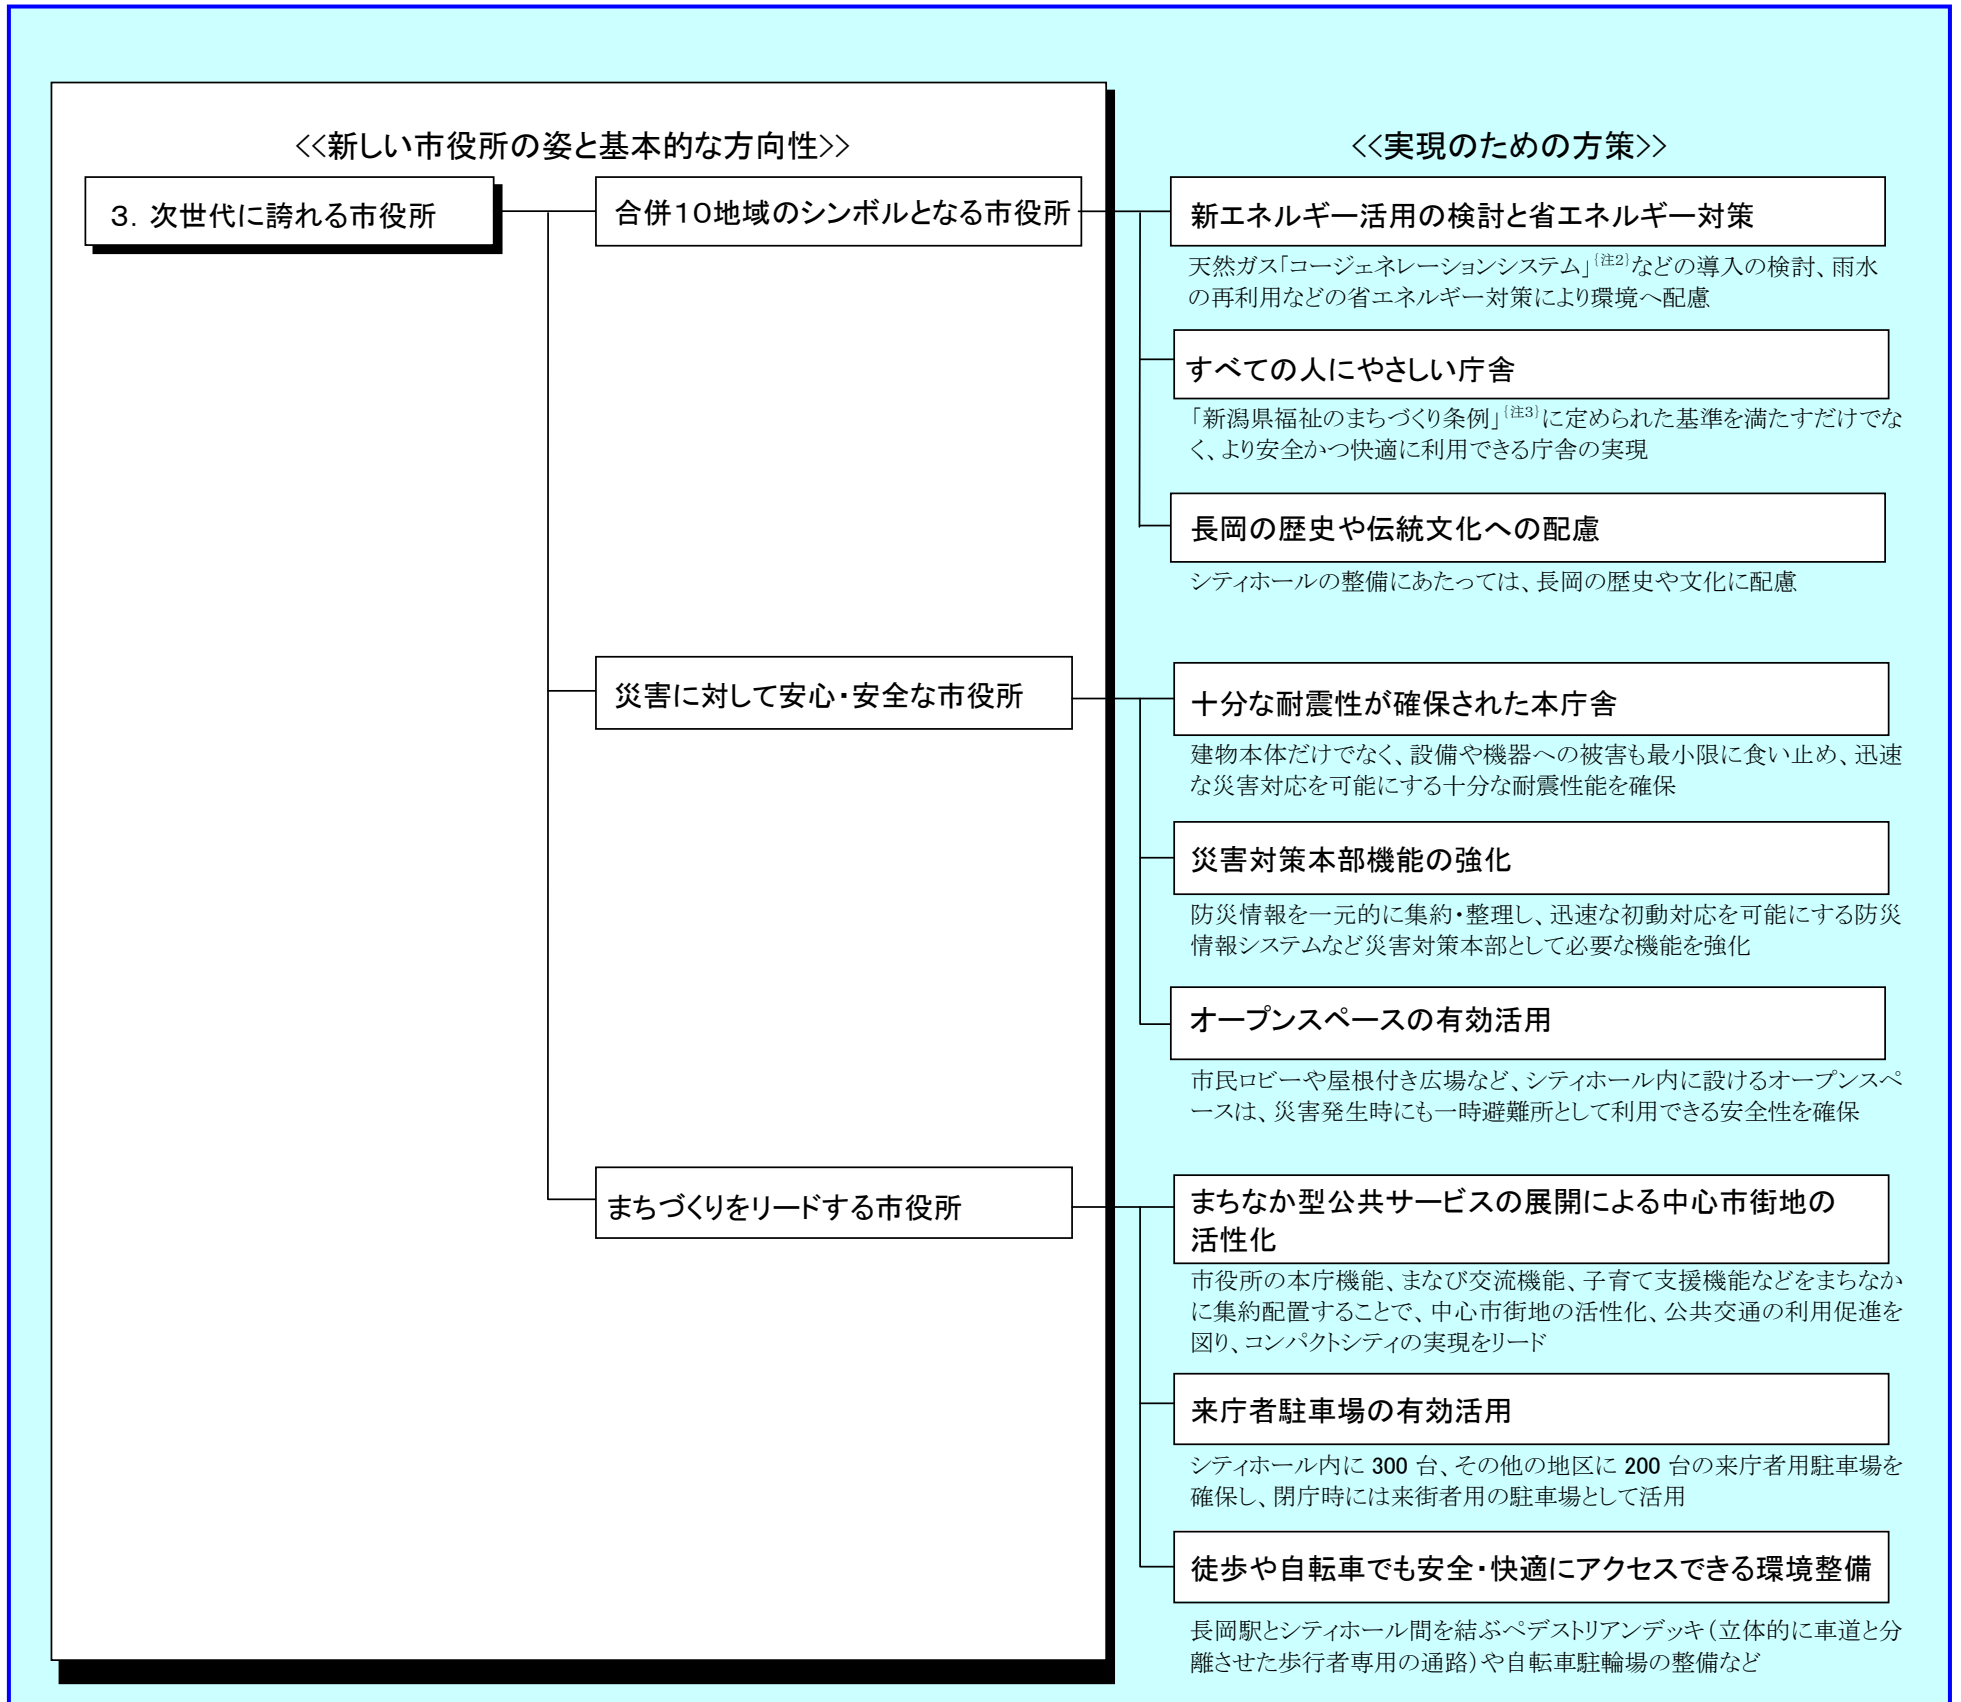 <<新しい市役所の姿と基本的な方向性>>
<<実現のための方策>>
3．次世代に誇れる市役所
合併１０地域のシンボルとなる市役所
新エネルギー活用の検討と省エネルギー対策
天然ガス「コージェネレーションシステム」{注2}などの導入の検討、雨水
の再利用などの省エネルギー対策により環境へ配慮
すべての人にやさしい庁舎
「新潟県福祉のまちづくり条例」{注3}に定められた基準を満たすだけでな
く、より安全かつ快適に利用できる庁舎の実現
長岡の歴史や伝統文化への配慮
シティホールの整備にあたっては、長岡の歴史や文化に配慮
災害に対して安心・安全な市役所
十分な耐震性が確保された本庁舎
建物本体だけでなく、設備や機器への被害も最小限に食い止め、迅速
な災害対応を可能にする十分な耐震性能を確保
災害対策本部機能の強化
防災情報を一元的に集約・整理し、迅速な初動対応を可能にする防災
情報システムなど災害対策本部として必要な機能を強化
オープンスペースの有効活用
市民ロビーや屋根付き広場など、シティホール内に設けるオープンスペ
ースは、災害発生時にも一時避難所として利用できる安全性を確保
まちづくりをリードする市役所
まちなか型公共サービスの展開による中心市街地の
活性化
市役所の本庁機能、まなび交流機能、子育て支援機能などをまちなか
に集約配置することで、中心市街地の活性化、公共交通の利用促進を
図り、コンパクトシティの実現をリード
来庁者駐車場の有効活用
シティホール内に 300 台、その他の地区に 200 台の来庁者用駐車場を
確保し、閉庁時には来街者用の駐車場として活用
徒歩や自転車でも安全・快適にアクセスできる環境整備
長岡駅とシティホール間を結ぶペデストリアンデッキ（立体的に車道と分
離させた歩行者専用の通路）や自転車駐輪場の整備など